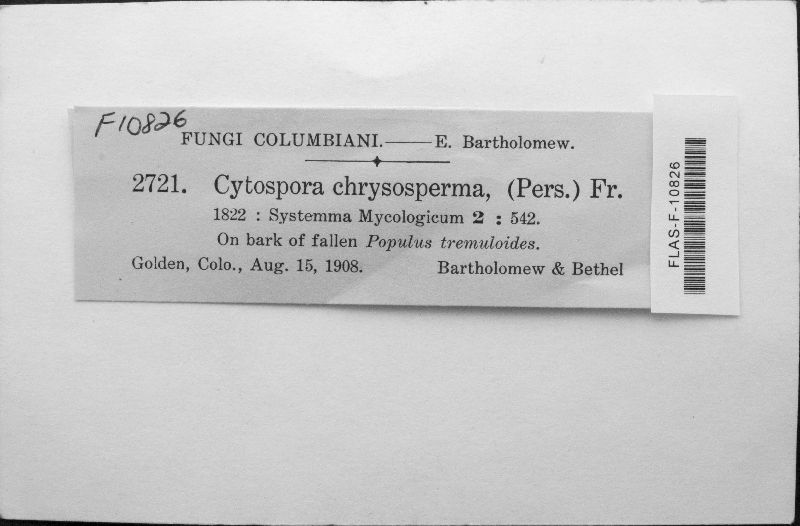 F10826
FUNGI COLUMBIANI.——E. Bartholomew.
2721. Cytospora chrysosperma, (Pers.) Fr.
1822 : Systemma Mycologicum 2 : 542.
On bark of fallen Populus tremuloides.
Golden, Colo., Aug. 15, 1908. Bartholomew & Bethel
FLAS-F-10826